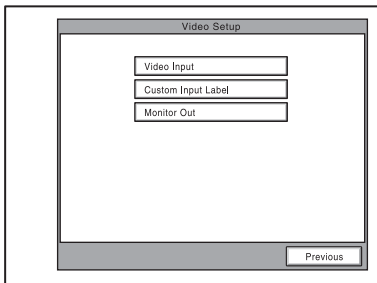 Video Setup
Video Input
Custom Input Label
Monitor Out
Previous